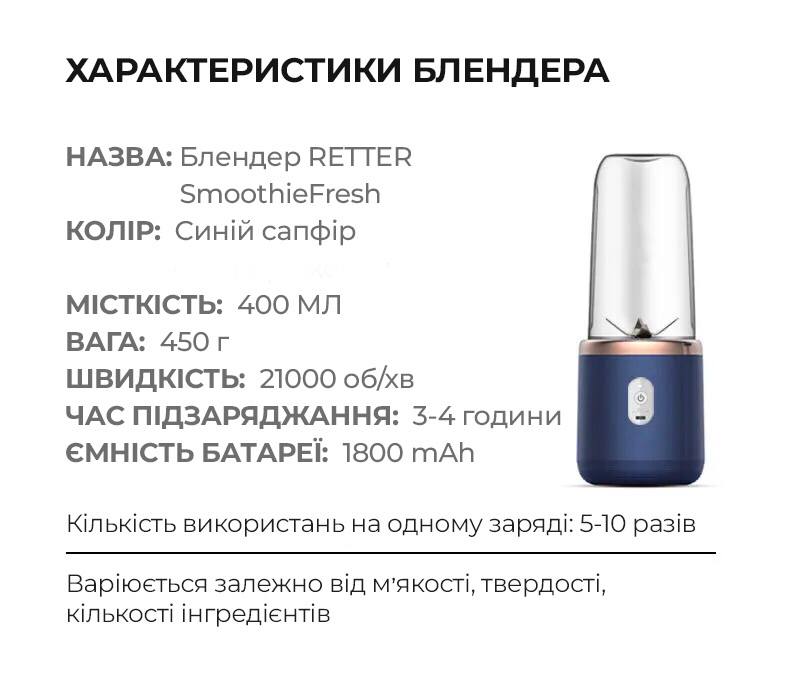 ХАРАКТЕРИСТИКИ БЛЕНДЕРА
НАЗВА: Блендер RETTER
SmoothieFresh
КОЛІР: Синій сапфір
МІСТКІСТЬ: 400 МЛ
ВАГА: 450 г
ШВИДКІСТЬ: 21000 об/хв
ЧАС ПІДЗАРЯДЖАННЯ: 3-4 години
ЄМНІСТЬ БАТАРЕЇ: 1800 mAh
Кількість використань на одному заряді: 5-10 разів
Варіюється залежно від м'якості, твердості,
кількості інгредієнтів